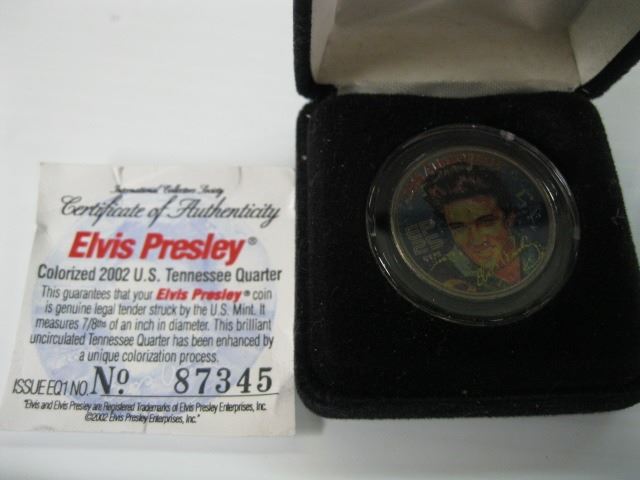 International Collectors Society
Certificate of Authenticity
Elvis Presley®
Colorized 2002 U.S. Tennessee Quarter
This guarantees that your Elvis Presley® coin
is genuine legal tender struck by the U.S. Mint. It
measures 7/8ths of an inch in diameter. This brilliant
uncirculated Tennessee Quarter has been enhanced by
a unique colorization process.
ISSUE EQ1 NO. No 87345
"Elvis and Elvis Presley are Registered Trademarks of Elvis Presley Enterprises, Inc.
©2002 Elvis Presley Enterprises, Inc."